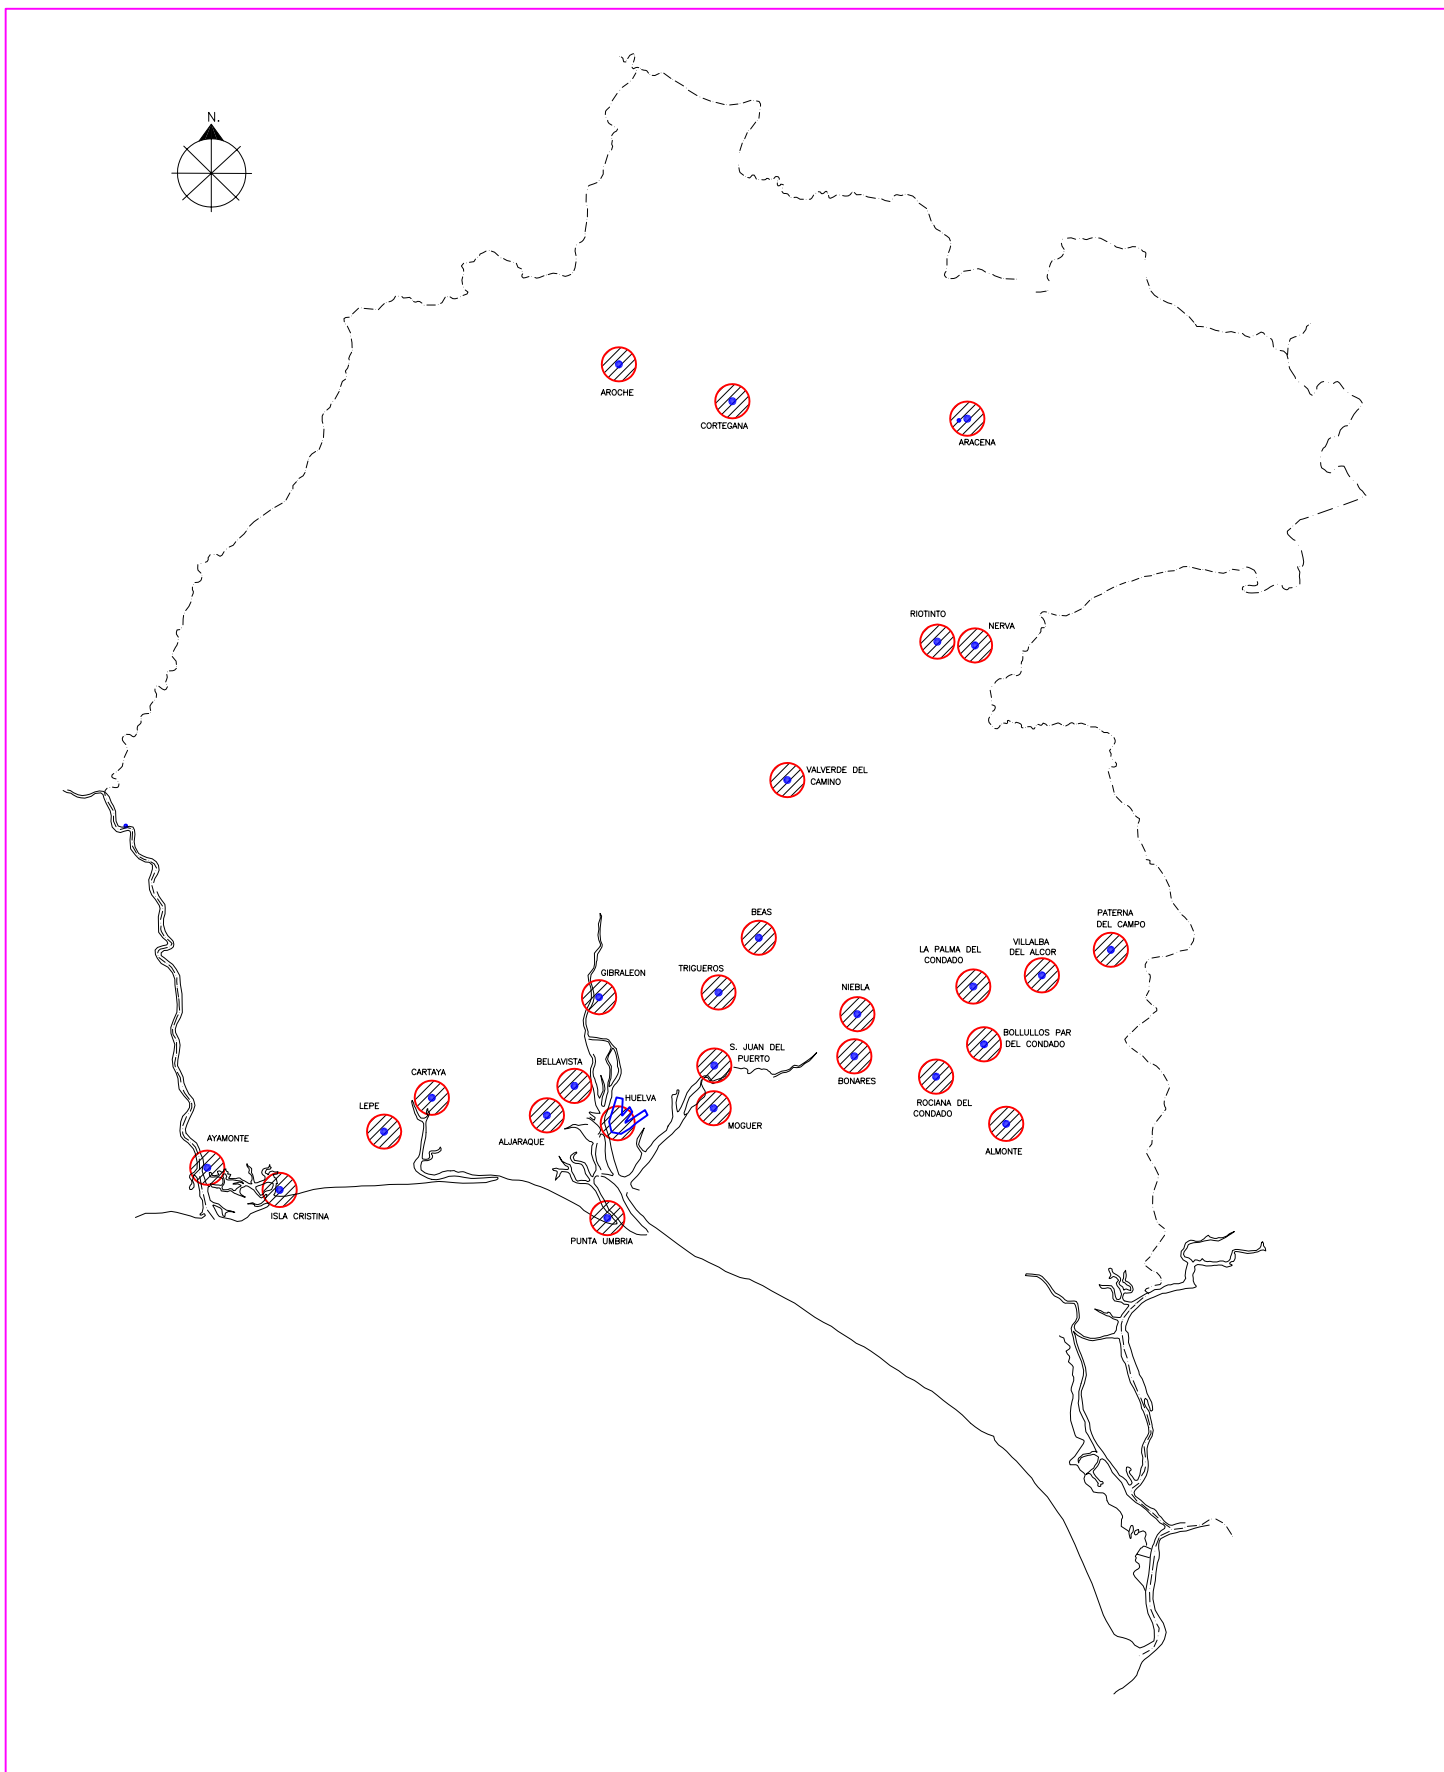 N.
AROCHE
CORTEGANA
ARACENA
RIOTINTO
NERVA
VALVERDE DEL
CAMINO
BEAS
PATERNA
DEL CAMPO
LA PALMA DEL
CONDADO
VILLALBA
DEL ALCOR
GIBRALEON
TRIGUEROS
NIEBLA
BOLLULLOS PAR
DEL CONDADO
S. JUAN DEL
PUERTO
BELLAVISTA
BONARES
CARTAYA
HUELVA
LEPE
ROCIANA DEL
CONDADO
MOGUER
ALJARAQUE
AYAMONTE
ALMONTE
ISLA CRISTINA
PUNTA UMBRIA